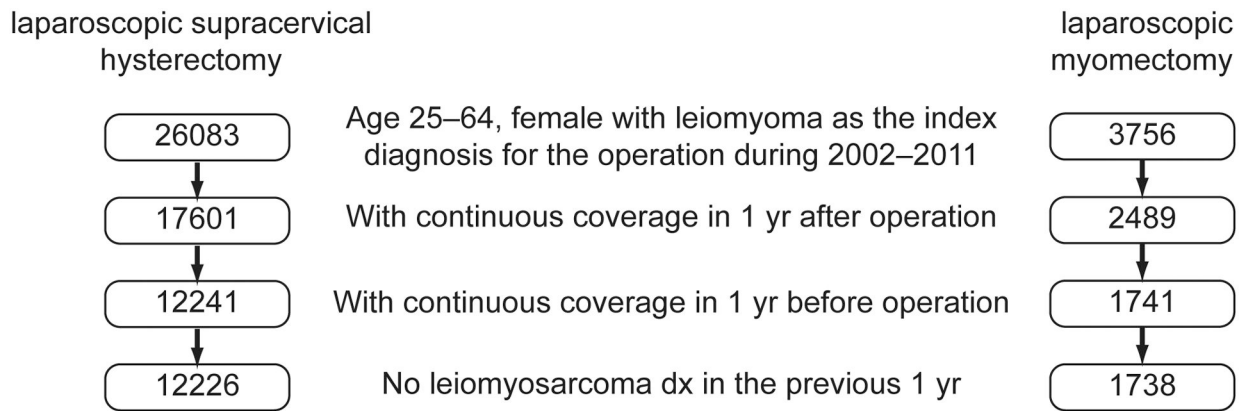 laparoscopic supracervical
hysterectomy
laparoscopic
myomectomy
26083
Age 25–64, female with leiomyoma as the index
diagnosis for the operation during 2002–2011
3756
17601
With continuous coverage in 1 yr after operation
2489
12241
With continuous coverage in 1 yr before operation
1741
12226
No leiomyosarcoma dx in the previous 1 yr
1738